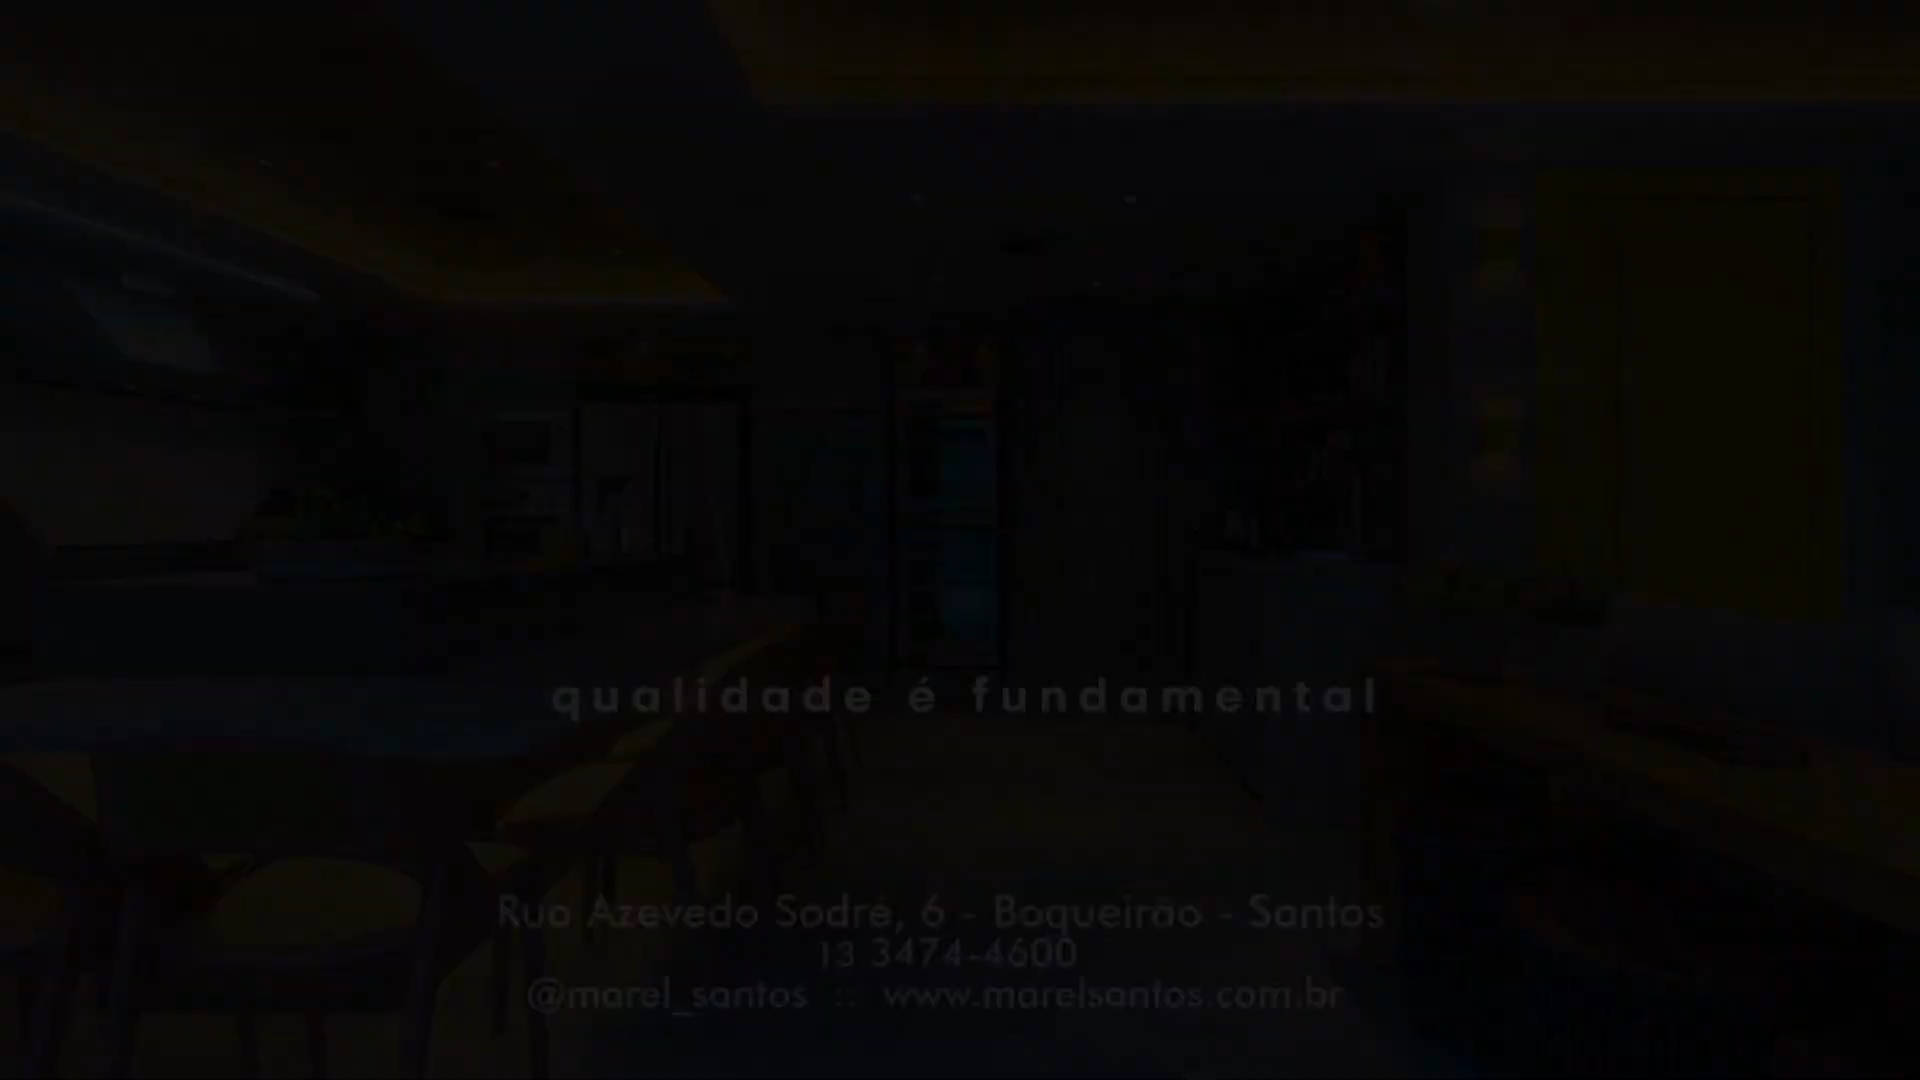 qualidade é fundamental
Rua Azevedo Sodré, 6 - Boqueirão - Santos
13 3474-4600
@marel_santos :: www.marelsantos.com.br